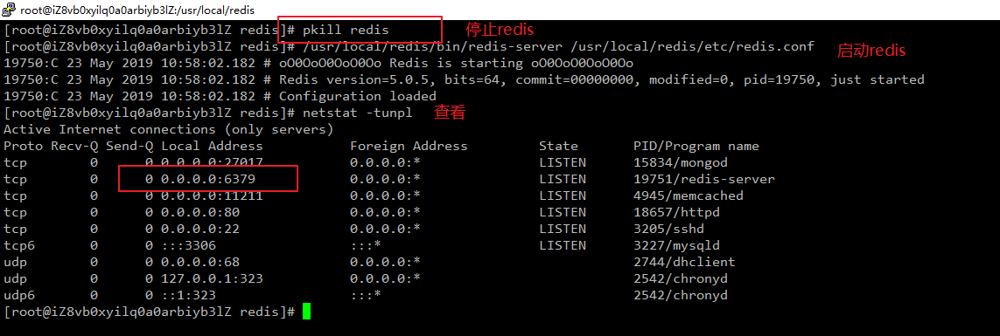 root@iZ8vb0xyilq0a0arbiyb3lZ:/usr/local/redis
[root@iZ8vb0xyilq0a0arbiyb3lZ redis]# pkill redis 停止redis
[root@iZ8vb0xyilq0a0arbiyb3lZ redis]# /usr/local/redis/bin/redis-server /usr/local/redis/etc/redis.conf 启动redis
19750:C 23 May 2019 10:58:02.182 # oO0OoO0OoO0Oo Redis is starting oO0OoO0OoO0Oo
19750:C 23 May 2019 10:58:02.182 # Redis version=5.0.5, bits=64, commit=00000000, modified=0, pid=19750, just started
19750:C 23 May 2019 10:58:02.182 # Configuration loaded
[root@iZ8vb0xyilq0a0arbiyb3lZ redis]# netstat -tunpl 查看
Active Internet connections (only servers)
Proto Recv-Q Send-Q Local Address Foreign Address State PID/Program name
tcp 0 0 0.0.0.0:27017 0.0.0.0:* LISTEN 15834/mongod
tcp 0 0 0.0.0.0:6379 0.0.0.0:* LISTEN 19751/redis-server
tcp 0 0 0.0.0.0:11211 0.0.0.0:* LISTEN 4945/memcached
tcp 0 0 0.0.0.0:80 0.0.0.0:* LISTEN 18657/httpd
tcp 0 0 0.0.0.0:22 0.0.0.0:* LISTEN 3205/sshd
tcp6 0 0 :::3306 :::* LISTEN 3227/mysqld
udp 0 0 0.0.0.0:68 0.0.0.0:* 2744/dhclient
udp 0 0 127.0.0.1:323 0.0.0.0:* 2542/chronyd
udp6 0 0 ::1:323 :::* 2542/chronyd
[root@iZ8vb0xyilq0a0arbiyb3lZ redis]#